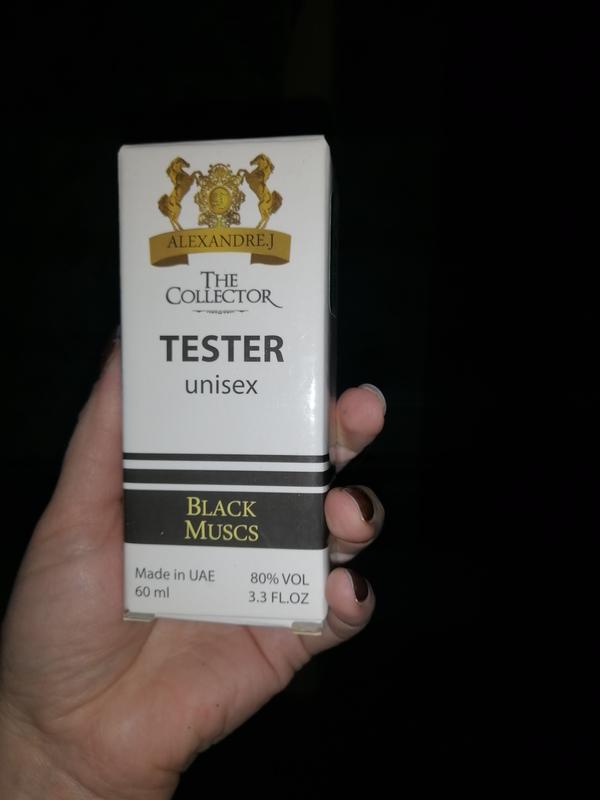 ALEXANDRE.J
THE
COLLECTOR
TESTER
unisex
BLACK
MUSCS
Made in UAE 80% VOL
60 ml 3.3 FL.OZ